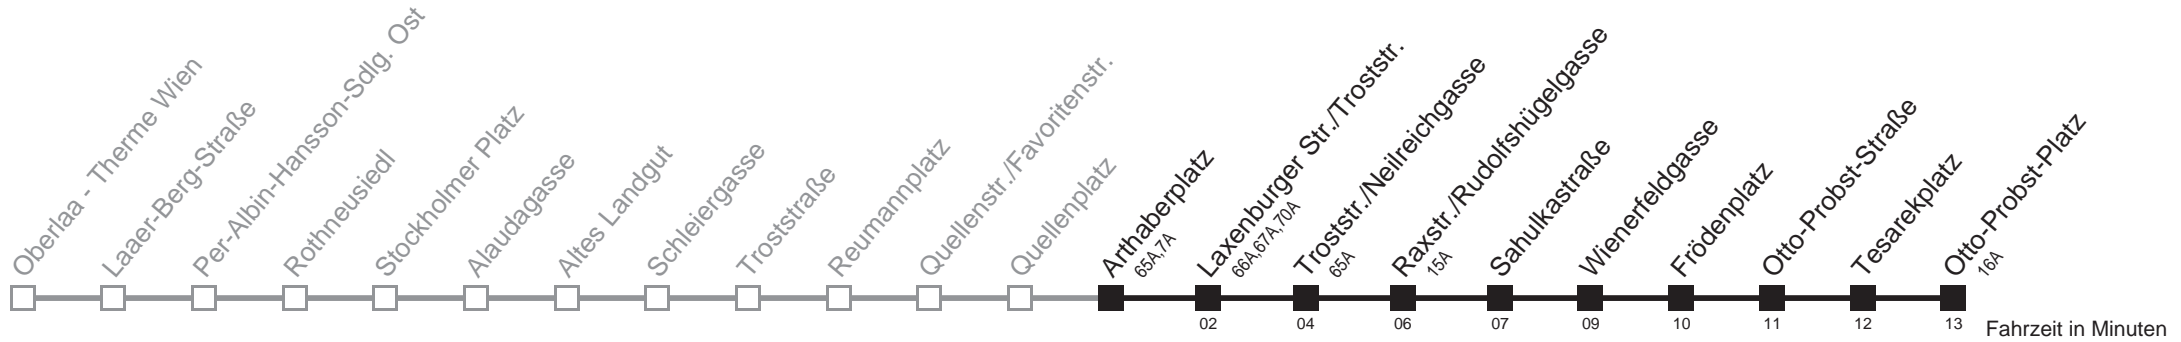 Oberlaa - Therme Wien
Laaer-Berg-Straße
Per-Albin-Hansson-Sdlg. Ost
Rothneusiedl
Stockholmer Platz
Alaudagasse
Altes Landgut
Schleiergasse
Troststraße
Reumannplatz
Quellenstr./Favoritenstr.
Quellenplatz
Arthaberplatz
65A,7A
Laxenburger Str./Troststr.
66A,67A,70A
Troststr./Neilreichgasse
65A
Raxstr./Rudolfshügelgasse
15A
Sahulkastraße
Wienerfeldgasse
Frödenplatz
Otto-Probst-Straße
Tesarekplatz
Otto-Probst-Platz
16A
02
04
06
07
09
10
11
12
13
Fahrzeit in Minuten